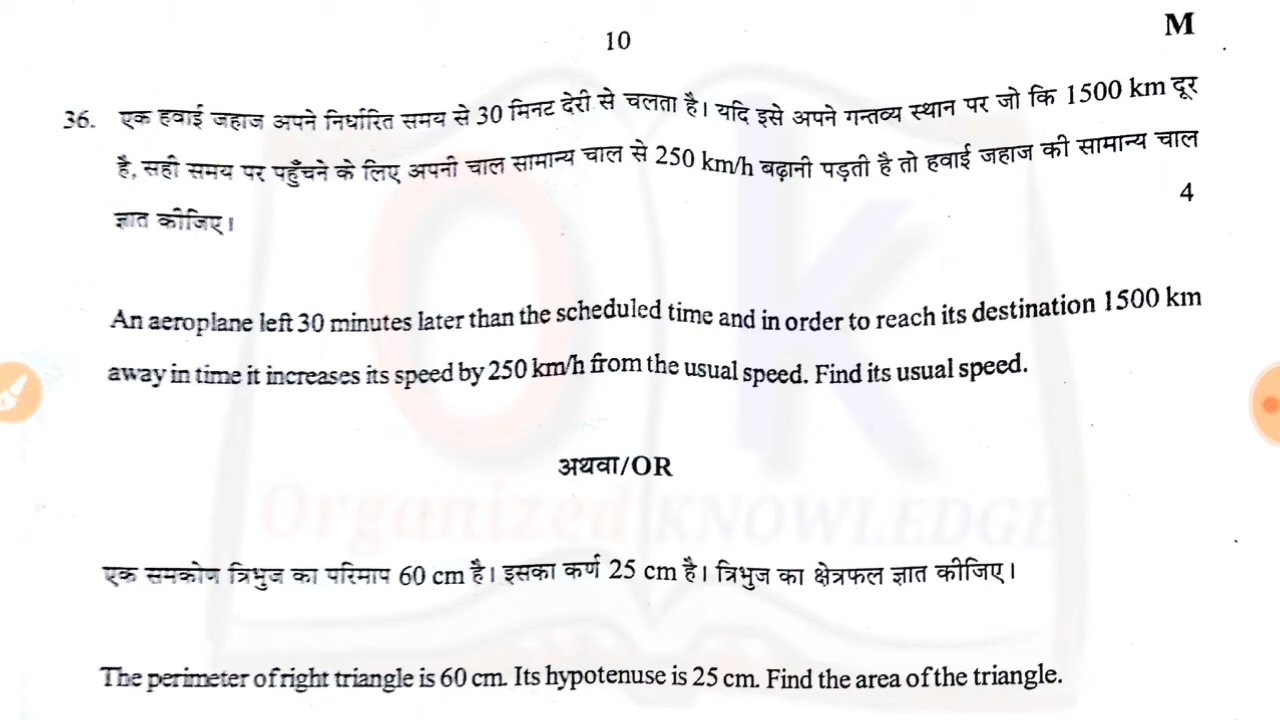 10
M
36. एक हवाई जहाज अपने निर्धारित समय से 30 मिनट देरी से चलता है। यदि इसे अपने गन्तव्य स्थान पर जो कि 1500 km दूर
है, सही समय पर पहुँचने के लिए अपनी चाल सामान्य चाल से 250 km/h बढ़ानी पड़ती है तो हवाई जहाज की सामान्य चाल
ज्ञात कीजिए।
4
An aeroplane left 30 minutes later than the scheduled time and in order to reach its destination 1500 km
away in time it increases its speed by 250 km/h from the usual speed. Find its usual speed.
अथवा/OR
OK
Organized KNOWLEDGE
एक समकोण त्रिभुज का परिमाप 60 cm है। इसका कर्ण 25 cm है। त्रिभुज का क्षेत्रफल ज्ञात कीजिए।
The perimeter of right triangle is 60 cm. Its hypotenuse is 25 cm. Find the area of the triangle.